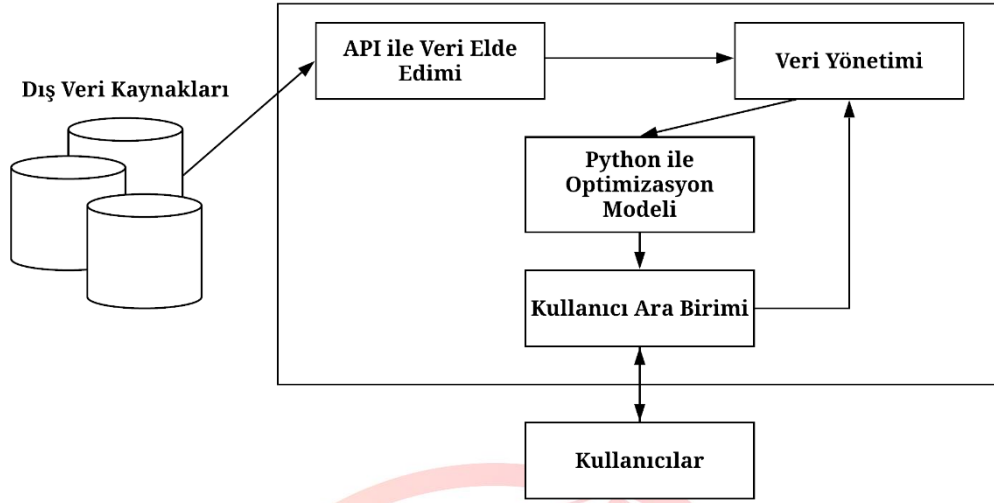 API ile Veri Elde
Edimi
Veri Yönetimi
Dış Veri Kaynakları
Python ile
Optimizasyon
Modeli
Kullanıcı Ara Birimi
Kullanıcılar